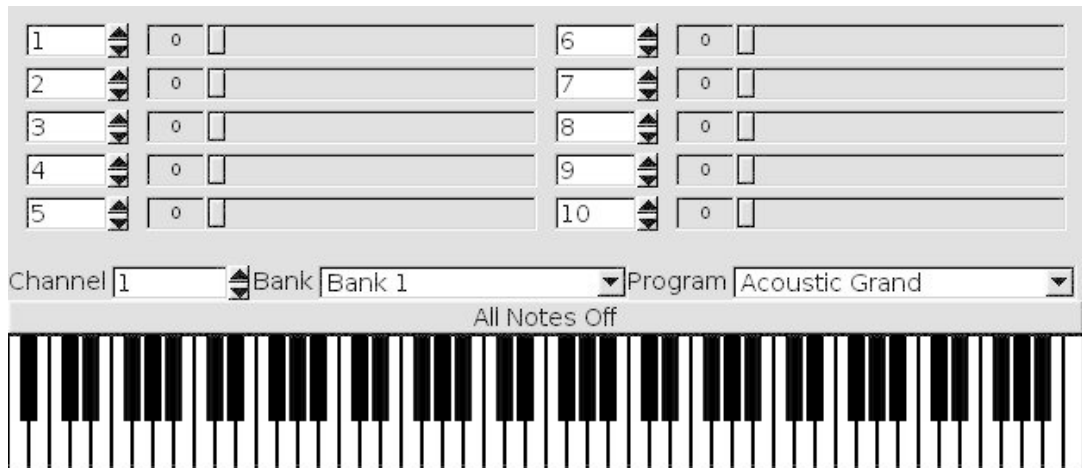 1 0 6 0
2 0 7 0
3 0 8 0
4 0 9 0
5 0 10 0
Channel 1 Bank Bank 1 Program Acoustic Grand
All Notes Off